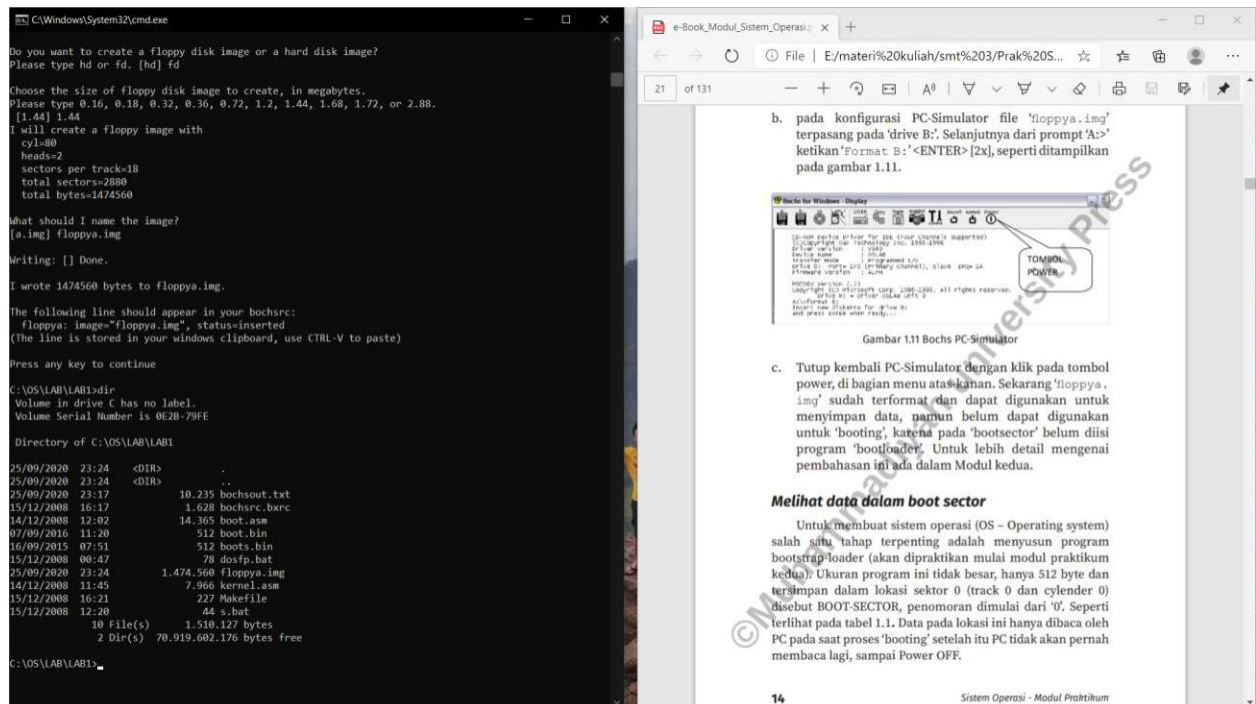 C:\Windows\System32\cmd.exe
Do you want to create a floppy disk image or a hard disk image?
Please type hd or fd. [hd] fd
Choose the size of floppy disk image to create, in megabytes.
Please type 0.16, 0.18, 0.32, 0.36, 0.72, 1.2, 1.44, 1.68, 1.72, or 2.88.
[1.44] 1.44
I will create a floppy image with
cyl=80
heads=2
sectors per track=18
total sectors=2880
total bytes=1474560
What should I name the image?
[a.img] floppya.img
Writing: [] Done.
I wrote 1474560 bytes to floppya.img.
The following line should appear in your bochsrc:
floppya: image="floppya.img", status=inserted
(The line is stored in your windows clipboard, use CTRL-V to paste)
Press any key to continue
C:\OS\LAB\LAB1>dir
Volume in drive C has no label.
Volume Serial Number is 0E2B-79FE
Directory of C:\OS\LAB\LAB1
25/09/2020 23:24 <DIR> .
25/09/2020 23:24 <DIR> ..
25/09/2020 23:17 10.235 bochsout.txt
15/12/2008 16:17 1.628 bochsrc.bxrc
14/12/2008 12:02 14.365 boot.asm
07/09/2016 11:20 512 boot.bin
16/09/2015 07:51 512 boots.bin
15/12/2008 00:47 78 dosfp.bat
25/09/2020 23:24 1.474.560 floppya.img
14/12/2008 11:45 7.966 kernel.asm
15/12/2008 16:21 227 Makefile
15/12/2008 12:20 44 s.bat
10 File(s) 1.510.127 bytes
2 Dir(s) 70.919.602.176 bytes free
C:\OS\LAB\LAB1>
e-Book_Modul_Sistem_Operasi.p
File | E:/materi%20kuliah/smt%203/Prak%20S...
21 of 131
b. pada konfigurasi PC-Simulator file 'floppya.img'
terpasang pada 'drive B:'. Selanjutnya dari prompt 'A:>'
ketikan 'Format B:'<ENTER> [2x], seperti ditampilkan
pada gambar 1.11.
Bochs for Windows - Display
TOMBOL
POWER
Gambar 1.11 Bochs PC-Simulator
c. Tutup kembali PC-Simulator dengan klik pada tombol
power, di bagian menu atas kanan. Sekarang 'floppya.
img' sudah terformat dan dapat digunakan untuk
menyimpan data, namun belum dapat digunakan
untuk 'booting', karena pada 'bootsector' belum diisi
program 'bootloader'. Untuk lebih detail mengenai
pembahasan ini ada dalam Modul kedua.
Melihat data dalam boot sector
Untuk membuat sistem operasi (OS – Operating system)
salah satu tahap terpenting adalah menyusun program
bootstrap-loader (akan dipraktikan mulai modul praktikum
kedua). Ukuran program ini tidak besar, hanya 512 byte dan
tersimpan dalam lokasi sektor 0 (track 0 dan cylender 0)
disebut BOOT-SECTOR, penomoran dimulai dari '0'. Seperti
terlihat pada tabel 1.1. Data pada lokasi ini hanya dibaca oleh
PC pada saat proses 'booting' setelah itu PC tidak akan pernah
membaca lagi, sampai Power OFF.
14 Sistem Operasi - Modul Praktikum
©Muhammadiyah University Press